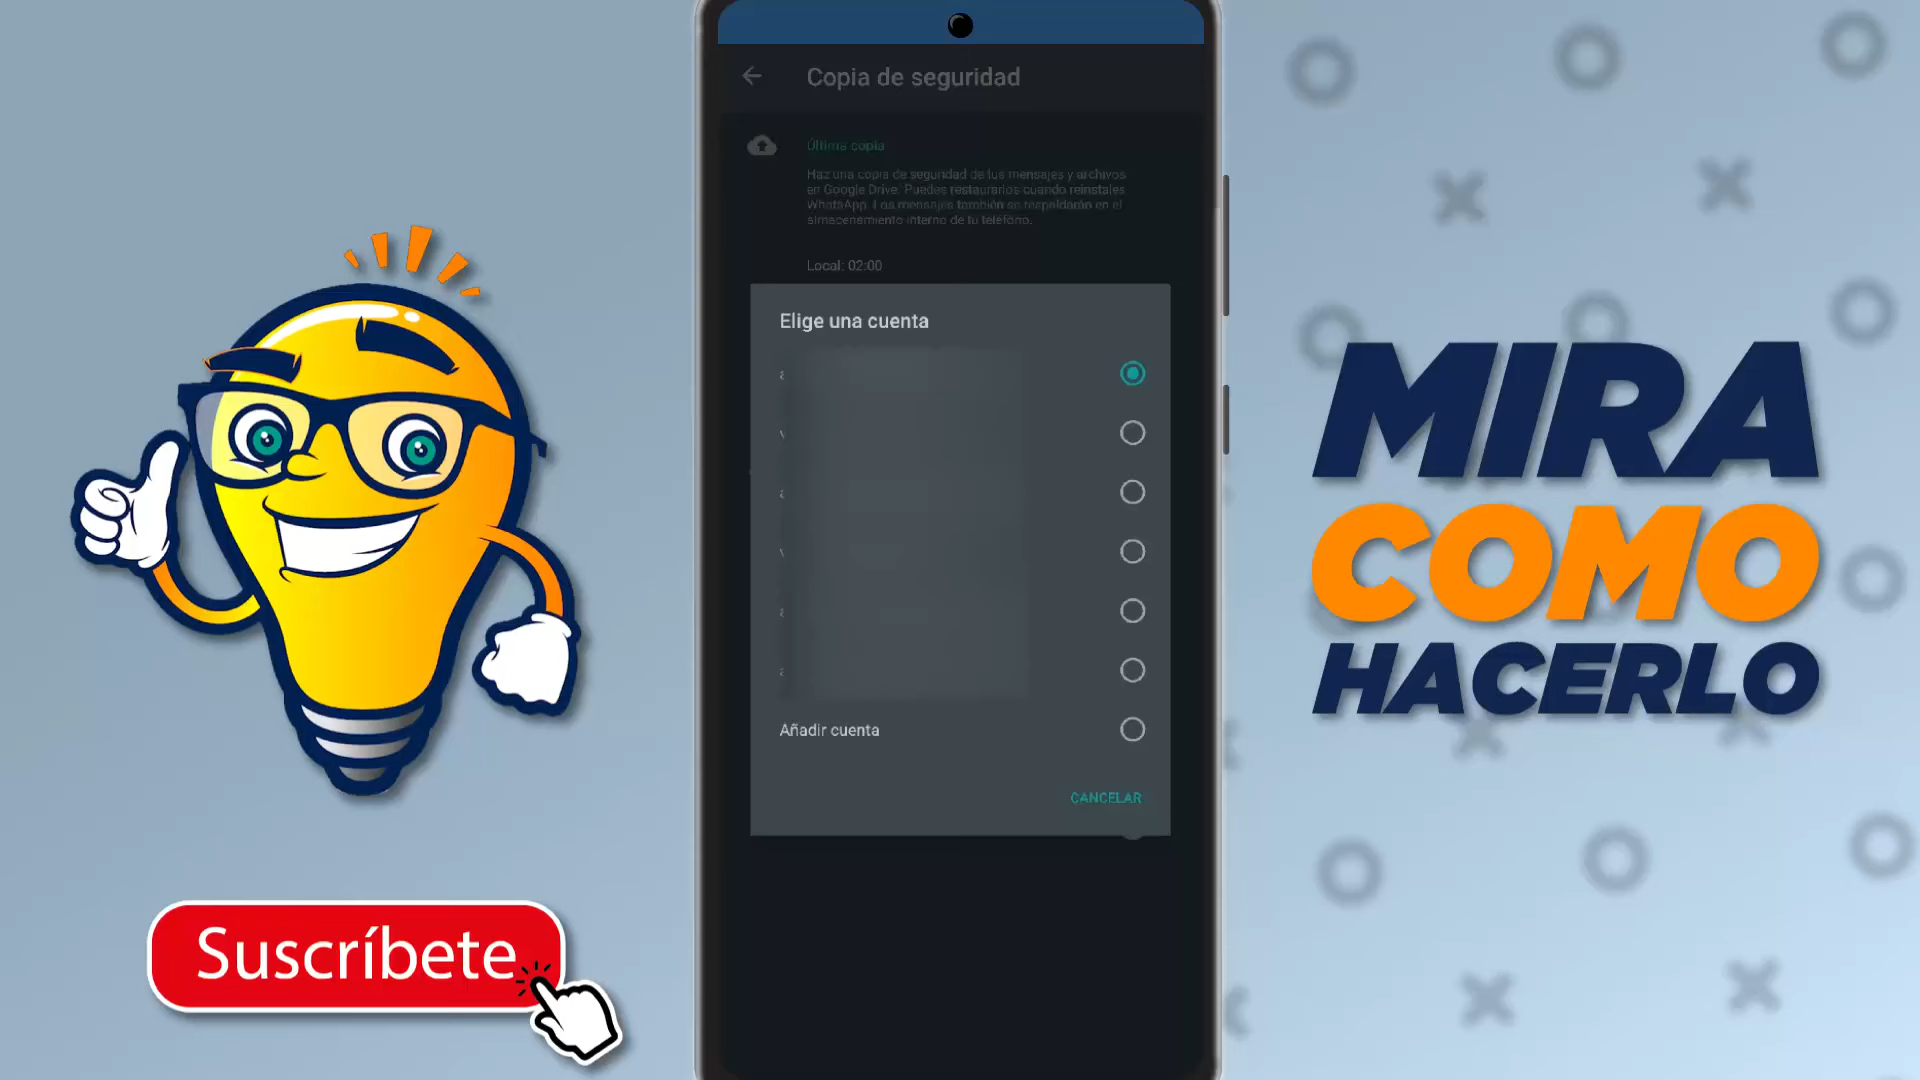 Copia de seguridad
Última copia
Haz una copia de seguridad de tus mensajes y archivos
en Google Drive. Puedes restaurarlos cuando reinstales
WhatsApp. Los mensajes también se respaldarán en el
almacenamiento interno de tu teléfono.
Local: 02:00
Elige una cuenta
Añadir cuenta
CANCELAR
MIRA
COMO
HACERLO
Suscríbete